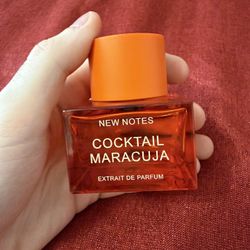 NEW NOTES
COCKTAIL
MARACUJA
EXTRAIT DE PARFUM